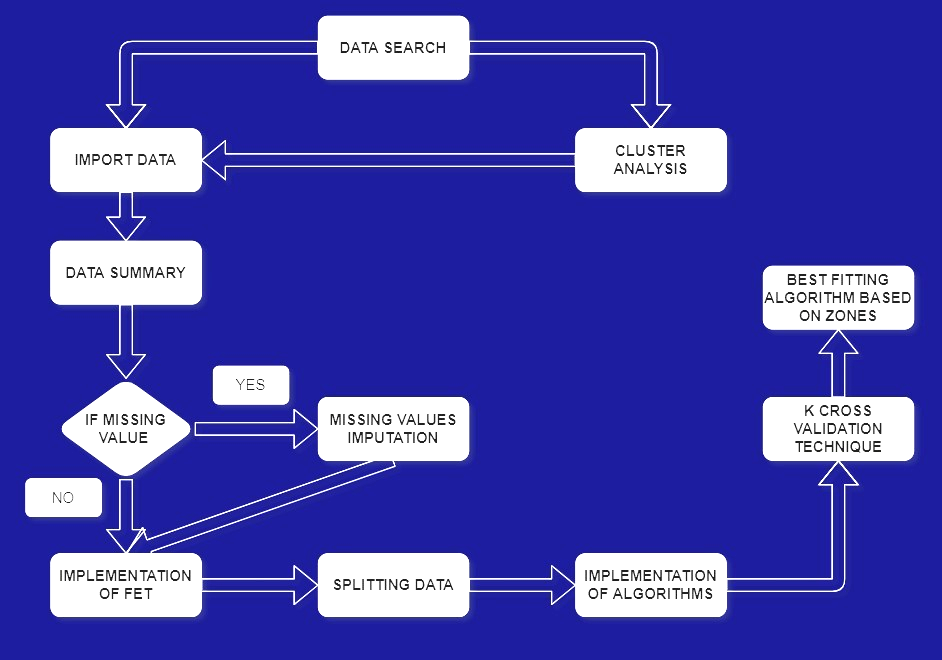 DATA SEARCH
IMPORT DATA
CLUSTER
ANALYSIS
DATA SUMMARY
BEST FITTING
ALGORITHM BASED
ON ZONES
YES
IF MISSING
VALUE
MISSING VALUES
IMPUTATION
K CROSS
VALIDATION
TECHNIQUE
NO
IMPLEMENTATION
OF FET
SPLITTING DATA
IMPLEMENTATION
OF ALGORITHMS